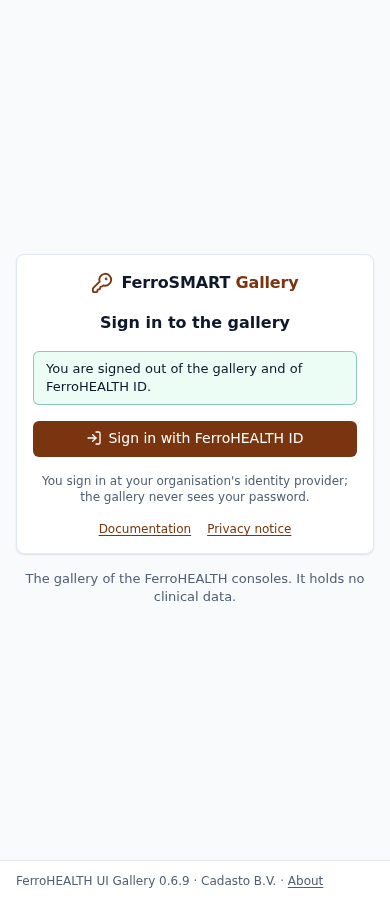 FerroSMART Gallery
Sign in to the gallery
You are signed out of the gallery and of
FerroHEALTH ID.
Sign in with FerroHEALTH ID
You sign in at your organisation's identity provider;
the gallery never sees your password.
Documentation Privacy notice
The gallery of the FerroHEALTH consoles. It holds no
clinical data.
FerroHEALTH UI Gallery 0.6.9 · Cadasto B.V. · About